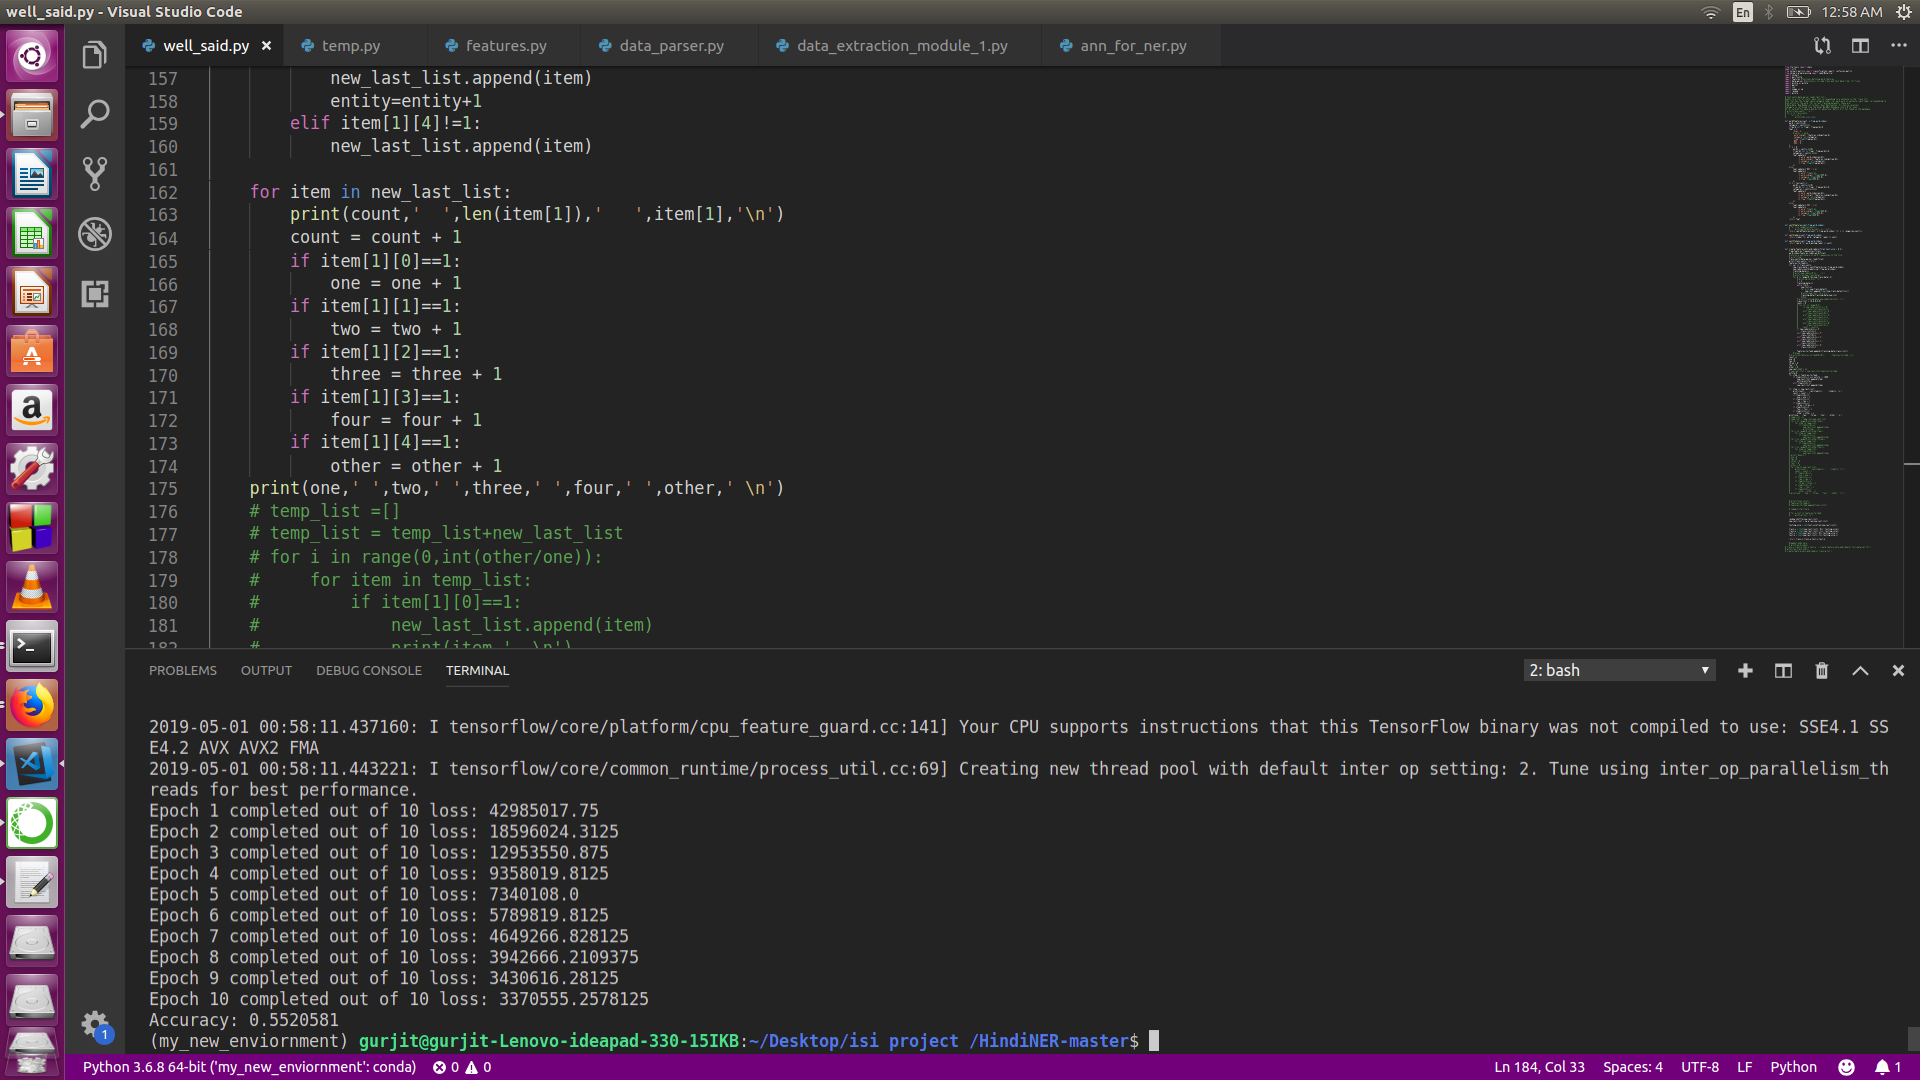 well_said.py - Visual Studio Code
En
12:58 AM
well_said.py ×
temp.py
features.py
data_parser.py
data_extraction_module_1.py
ann_for_ner.py
157 new_last_list.append(item)
158 entity=entity+1
159 elif item[1][4]!=1:
160 new_last_list.append(item)
161
162 for item in new_last_list:
163 print(count,'  ',len(item[1]),'   ',item[1],'\n')
164 count = count + 1
165 if item[1][0]==1:
166 one = one + 1
167 if item[1][1]==1:
168 two = two + 1
169 if item[1][2]==1:
170 three = three + 1
171 if item[1][3]==1:
172 four = four + 1
173 if item[1][4]==1:
174 other = other + 1
175 print(one,' ',two,' ',three,' ',four,' ',other,' \n')
176 # temp_list =[]
177 # temp_list = temp_list+new_last_list
178 # for i in range(0,int(other/one)):
179 #     for item in temp_list:
180 #         if item[1][0]==1:
181 #             new_last_list.append(item)
182 #             print(item,'  \n')
PROBLEMS OUTPUT DEBUG CONSOLE TERMINAL
2: bash
2019-05-01 00:58:11.437160: I tensorflow/core/platform/cpu_feature_guard.cc:141] Your CPU supports instructions that this TensorFlow binary was not compiled to use: SSE4.1 SS
E4.2 AVX AVX2 FMA
2019-05-01 00:58:11.443221: I tensorflow/core/common_runtime/process_util.cc:69] Creating new thread pool with default inter op setting: 2. Tune using inter_op_parallelism_th
reads for best performance.
Epoch 1 completed out of 10 loss: 42985017.75
Epoch 2 completed out of 10 loss: 18596024.3125
Epoch 3 completed out of 10 loss: 12953550.875
Epoch 4 completed out of 10 loss: 9358019.8125
Epoch 5 completed out of 10 loss: 7340108.0
Epoch 6 completed out of 10 loss: 5789819.8125
Epoch 7 completed out of 10 loss: 4649266.828125
Epoch 8 completed out of 10 loss: 3942666.2109375
Epoch 9 completed out of 10 loss: 3430616.28125
Epoch 10 completed out of 10 loss: 3370555.2578125
Accuracy: 0.5520581
(my_new_enviornment) gurjit@gurjit-Lenovo-ideapad-330-15IKB:~/Desktop/isi project /HindiNER-master$
1
Python 3.6.8 64-bit ('my_new_enviornment': conda) 0 0 Ln 184, Col 33 Spaces: 4 UTF-8 LF Python 1